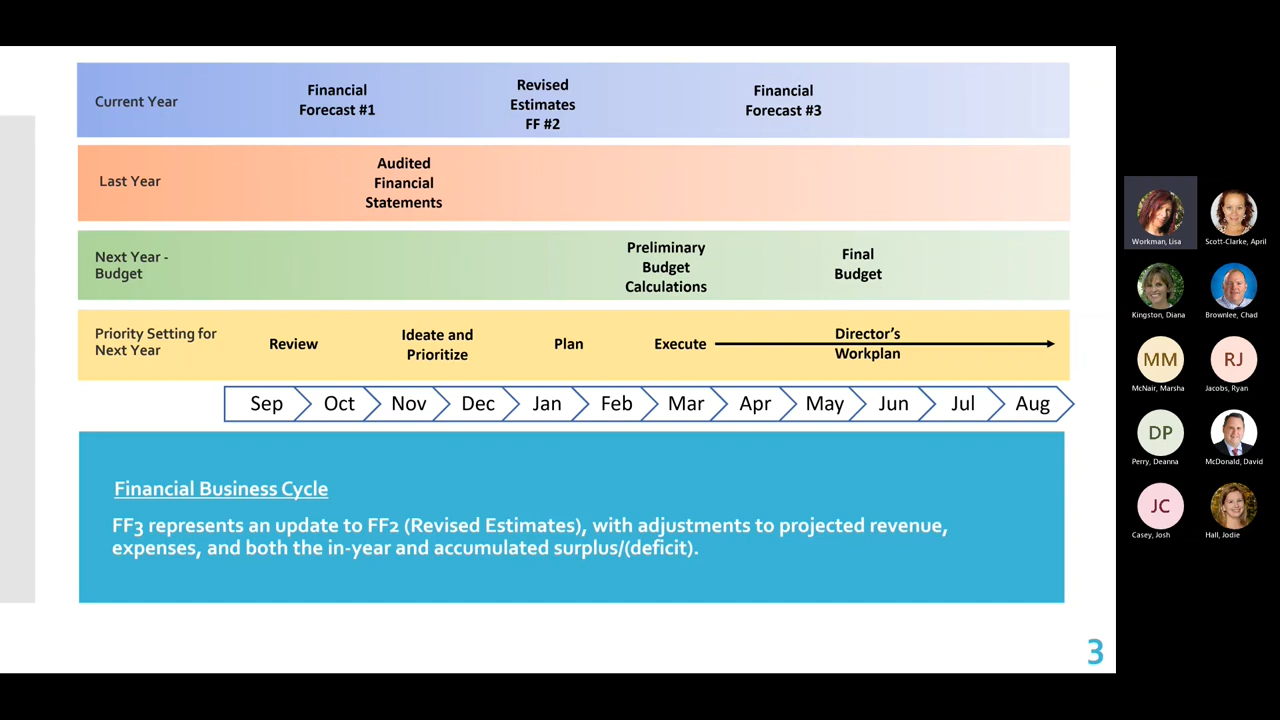 Current Year
Financial
Forecast #1
Revised
Estimates
FF #2
Financial
Forecast #3
Last Year
Audited
Financial
Statements
Next Year -
Budget
Preliminary
Budget
Calculations
Final
Budget
Priority Setting for
Next Year
Review
Ideate and
Prioritize
Plan
Execute
Director's
Workplan
Sep Oct Nov Dec Jan Feb Mar Apr May Jun Jul Aug
Financial Business Cycle
FF3 represents an update to FF2 (Revised Estimates), with adjustments to projected revenue,
expenses, and both the in-year and accumulated surplus/(deficit).
3
Workman, Lisa
Scott-Clarke, April
Kingston, Diana
Brownlee, Chad
MM
McNair, Marsha
RJ
Jacobs, Ryan
DP
Perry, Deanna
McDonald, David
JC
Casey, Josh
Hall, Jodie